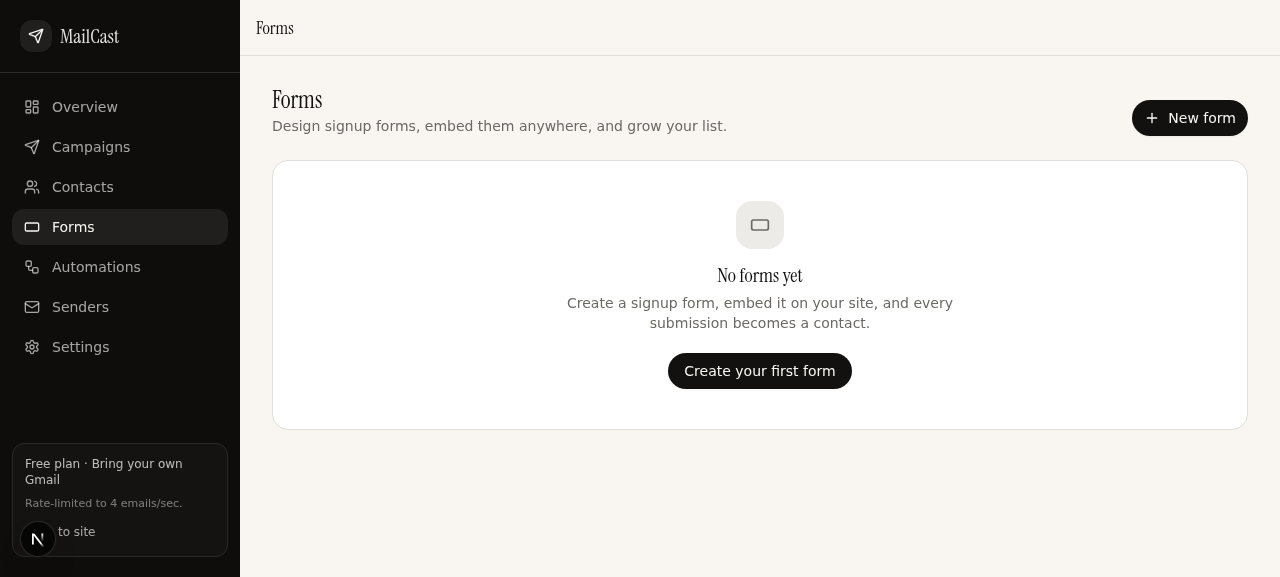 MailCast
Overview
Campaigns
Contacts
Forms
Automations
Senders
Settings
Free plan · Bring your own
Gmail
Rate-limited to 4 emails/sec.
to site
N
Forms
Forms
Design signup forms, embed them anywhere, and grow your list.
New form
No forms yet
Create a signup form, embed it on your site, and every
submission becomes a contact.
Create your first form